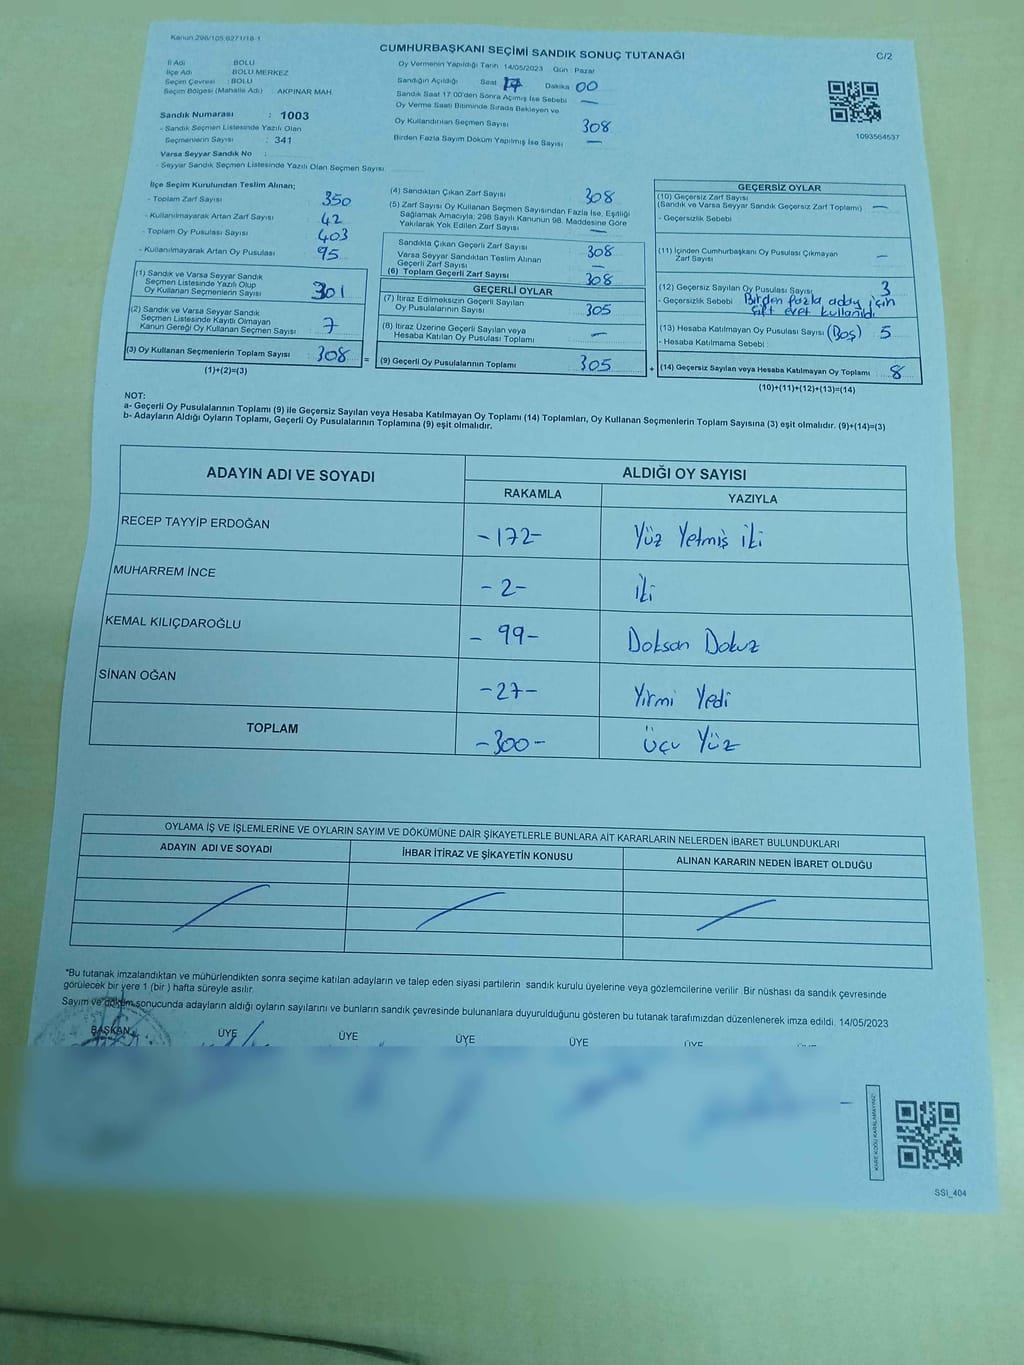 Kanun 298/105.6271/18-1
CUMHURBAŞKANI SEÇİMİ SANDIK SONUÇ TUTANAĞI
C/2
İl Adı : BOLU
İlçe Adı : BOLU MERKEZ
Seçim Çevresi : BOLU
Seçim Bölgesi (Mahalle Adı) : AKPINAR MAH.
Sandık Numarası : 1003
- Sandık Seçmen Listesinde Yazılı Olan
Seçmenlerin Sayısı : 341
Varsa Seyyar Sandık No :
- Seyyar Sandık Seçmen Listesinde Yazılı Olan Seçmen Sayısı
Oy Vermenin Yapıldığı Tarih 14/05/2023 Gün : Pazar
Sandığın Açıldığı Saat 17 Dakika 00
Sandık Saat 17:00'den Sonra Açılmış İse Sebebi —
Oy Verme Saati Bitiminde Sırada Bekleyen ve
Oy Kullandırılan Seçmen Sayısı 308
Birden Fazla Sayım Döküm Yapılmış İse Sayısı —
1093564537
İlçe Seçim Kurulundan Teslim Alınan;
- Toplam Zarf Sayısı 350
- Kullanılmayarak Artan Zarf Sayısı 42
- Toplam Oy Pusulası Sayısı 403
- Kullanılmayarak Artan Oy Pusulası 95
(1) Sandık ve Varsa Seyyar Sandık
Seçmen Listesinde Yazılı Olup
Oy Kullanan Seçmenlerin Sayısı 301
(2) Sandık ve Varsa Seyyar Sandık
Seçmen Listesinde Kayıtlı Olmayan
Kanun Gereği Oy Kullanan Seçmen Sayısı 7
(3) Oy Kullanan Seçmenlerin Toplam Sayısı 308 =
(1)+(2)=(3)
(4) Sandıktan Çıkan Zarf Sayısı 308
(5) Zarf Sayısı Oy Kullanan Seçmen Sayısından Fazla İse, Eşitliği
Sağlamak Amacıyla; 298 Sayılı Kanunun 98. Maddesine Göre
Yakılarak Yok Edilen Zarf Sayısı —
Sandıkta Çıkan Geçerli Zarf Sayısı 308
Varsa Seyyar Sandıktan Teslim Alınan
Geçerli Zarf Sayısı —
(6) Toplam Geçerli Zarf Sayısı 308
GEÇERLİ OYLAR
(7) İtiraz Edilmeksizin Geçerli Sayılan
Oy Pusulalarının Sayısı 305
(8) İtiraz Üzerine Geçerli Sayılan veya
Hesaba Katılan Oy Pusulası Toplamı —
(9) Geçerli Oy Pusulalarının Toplamı 305 +
GEÇERSİZ OYLAR
(10) Geçersiz Zarf Sayısı
(Sandık ve Varsa Seyyar Sandık Geçersiz Zarf Toplamı) —
- Geçersizlik Sebebi
(11) İçinden Cumhurbaşkanı Oy Pusulası Çıkmayan
Zarf Sayısı —
(12) Geçersiz Sayılan Oy Pusulası Sayısı 3
- Geçersizlik Sebebi Birden fazla aday için
çift evet kullanıldı
(13) Hesaba Katılmayan Oy Pusulası Sayısı (Boş) 5
- Hesaba Katılmama Sebebi :
(14) Geçersiz Sayılan veya Hesaba Katılmayan Oy Toplamı 8
(10)+(11)+(12)+(13)=(14)
NOT:
a- Geçerli Oy Pusulalarının Toplamı (9) ile Geçersiz Sayılan veya Hesaba Katılmayan Oy Toplamı (14) Toplamları, Oy Kullanan Seçmenlerin Toplam Sayısına (3) eşit olmalıdır. (9)+(14)=(3)
b- Adayların Aldığı Oyların Toplamı, Geçerli Oy Pusulalarının Toplamına (9) eşit olmalıdır.
ADAYIN ADI VE SOYADI
ALDIĞI OY SAYISI
RAKAMLA YAZIYLA
RECEP TAYYİP ERDOĞAN -172- Yüz Yetmiş iki
MUHARREM İNCE -2- iki
KEMAL KILIÇDAROĞLU -99- Doksan Dokuz
SİNAN OĞAN -27- Yirmi Yedi
TOPLAM -300- üçü Yüz
OYLAMA İŞ VE İŞLEMLERİNE VE OYLARIN SAYIM VE DÖKÜMÜNE DAİR ŞİKAYETLERLE BUNLARA AİT KARARLARIN NELERDEN İBARET BULUNDUKLARI
ADAYIN ADI VE SOYADI İHBAR İTİRAZ VE ŞİKAYETİN KONUSU ALINAN KARARIN NEDEN İBARET OLDUĞU
*Bu tutanak imzalandıktan ve mühürlendikten sonra seçime katılan adayların ve talep eden siyasi partilerin sandık kurulu üyelerine veya gözlemcilerine verilir. Bir nüshası da sandık çevresinde
görülecek bir yere 1 (bir) hafta süreyle asılır.
Sayım ve döküm sonucunda adayların aldığı oyların sayılarını ve bunların sandık çevresinde bulunanlara duyurulduğunu gösteren bu tutanak tarafımızdan düzenlenerek imza edildi. 14/05/2023
BAŞKAN ÜYE ÜYE ÜYE ÜYE ÜYE
KARE KODU KARALAMAYINIZ
SSI_404